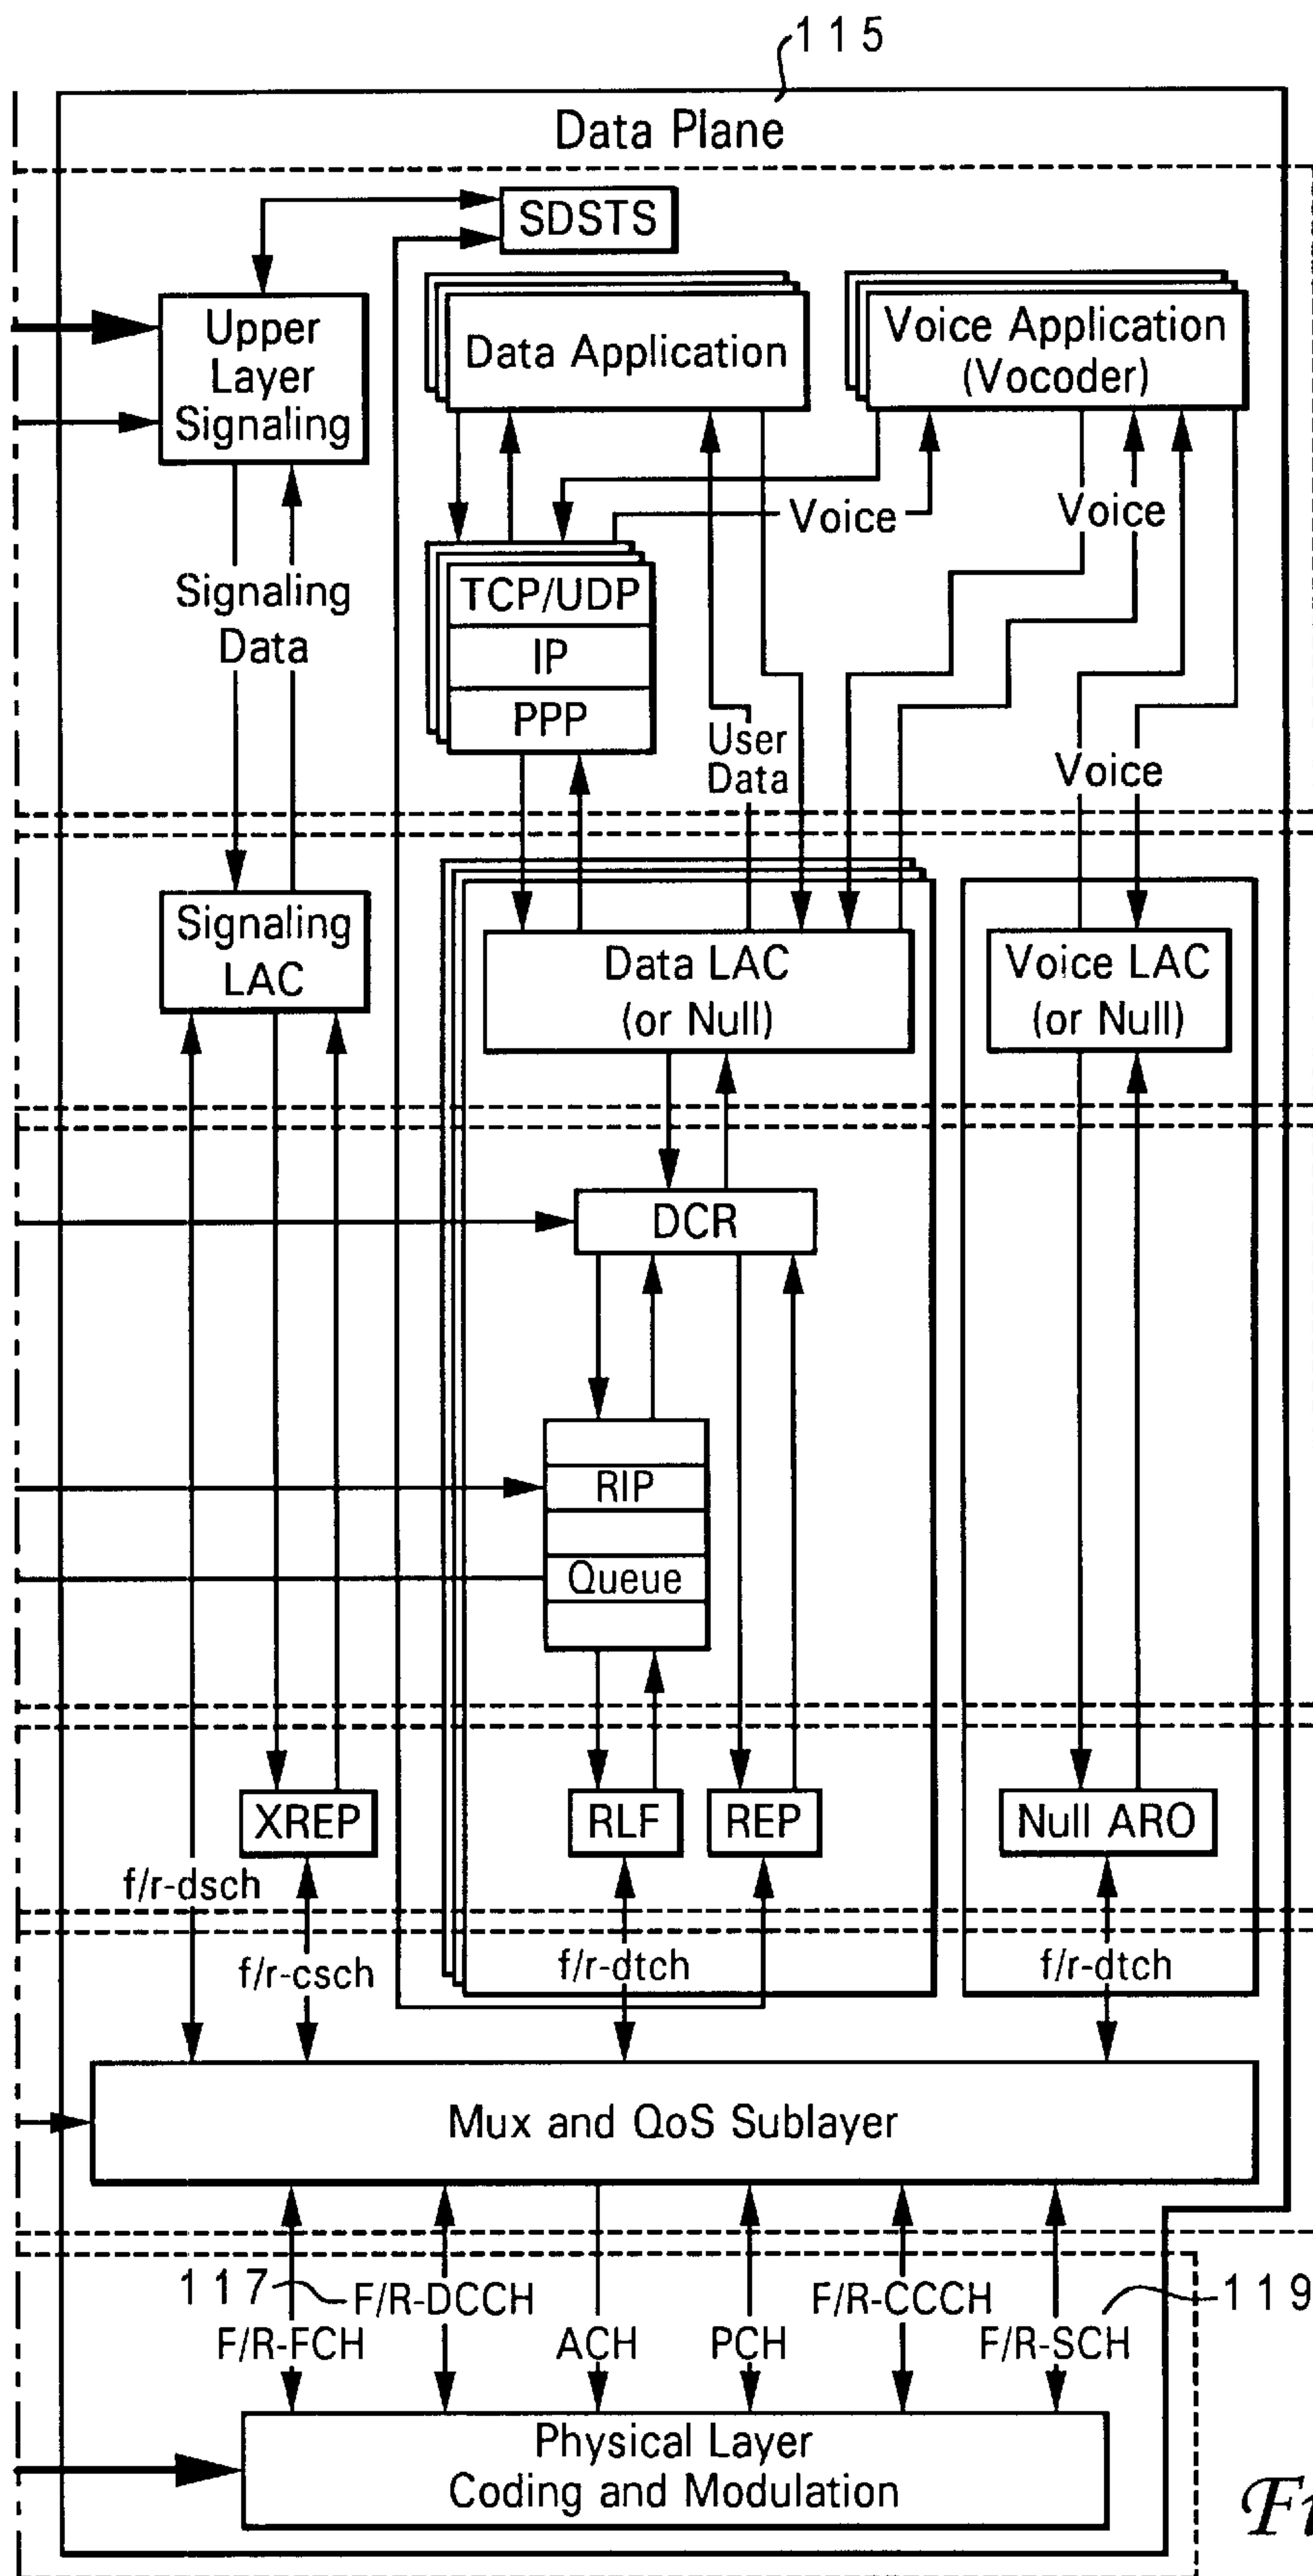 115
Data Plane
SDSTS
Upper
Layer
Signaling
Data Application
Voice Application
(Vocoder)
Voice
Voice
Signaling
Data
TCP/UDP
IP
PPP
User
Data
Voice
Signaling
LAC
Data LAC
(or Null)
Voice LAC
(or Null)
DCR
RIP
Queue
XREP
RLF
REP
Null ARO
f/r-dsch
f/r-csch
f/r-dtch
f/r-dtch
Mux and QoS Sublayer
117
F/R-DCCH
F/R-CCCH
119
F/R-FCH
ACH
PCH
F/R-SCH
Physical Layer
Coding and Modulation